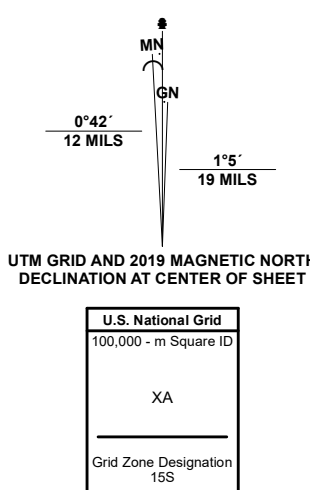 MN
GN
0°42´
12 MILS
1°5´
19 MILS
UTM GRID AND 2019 MAGNETIC NORTH
DECLINATION AT CENTER OF SHEET
U.S. National Grid
100,000 - m Square ID
XA
Grid Zone Designation
15S